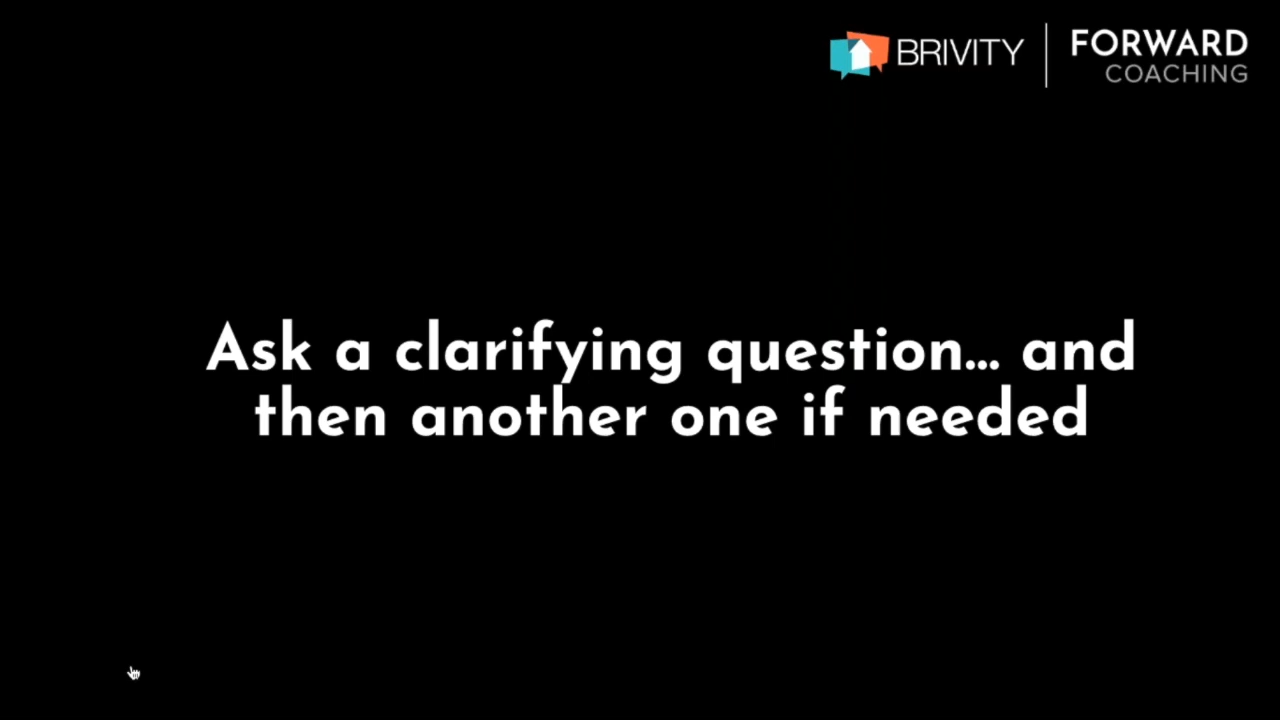 BRIVITY
FORWARD
COACHING
Ask a clarifying question... and
then another one if needed